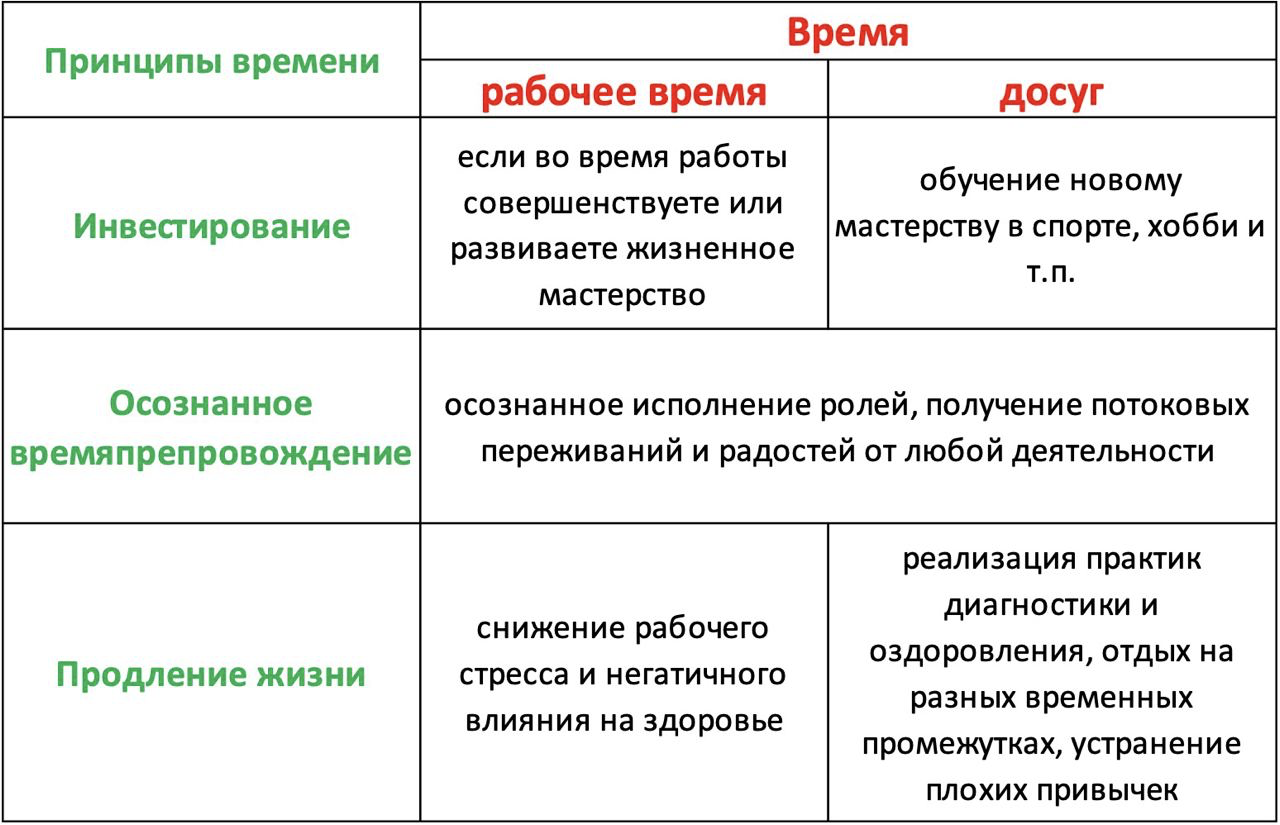 Принципы времени
Время
рабочее время
досуг
Инвестирование
если во время работы
совершенствуете или
развиваете жизненное
мастерство
обучение новому
мастерству в спорте, хобби и
т.п.
Осознанное
времяпрепровождение
осознанное исполнение ролей, получение потоковых
переживаний и радостей от любой деятельности
Продление жизни
снижение рабочего
стресса и негатичного
влияния на здоровье
реализация практик
диагностики и
оздоровления, отдых на
разных временных
промежутках, устранение
плохих привычек